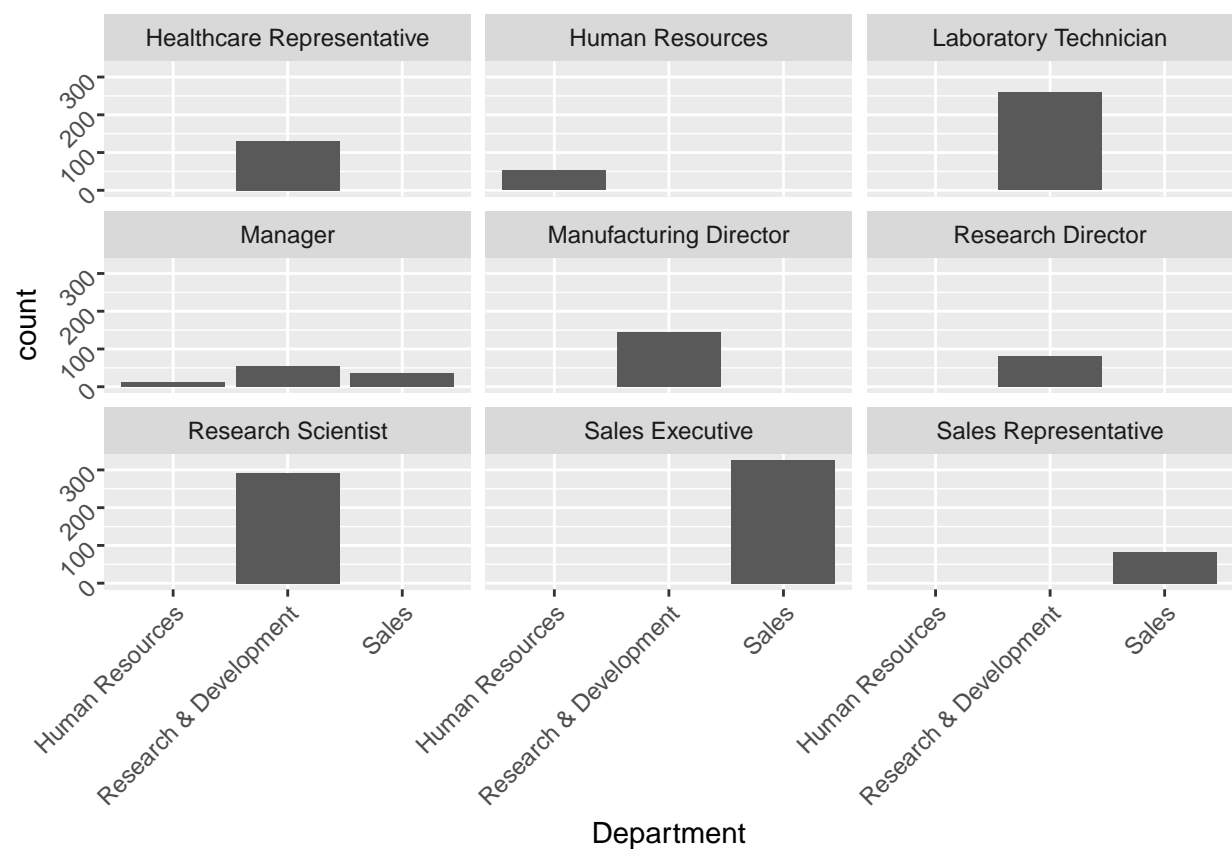 Healthcare Representative
Human Resources
Laboratory Technician
300
200
100
0
Manager
Manufacturing Director
Research Director
300
200
100
0
count
Research Scientist
Sales Executive
Sales Representative
300
200
100
0
Human Resources
Research & Development
Sales
Human Resources
Research & Development
Sales
Human Resources
Research & Development
Sales
Department